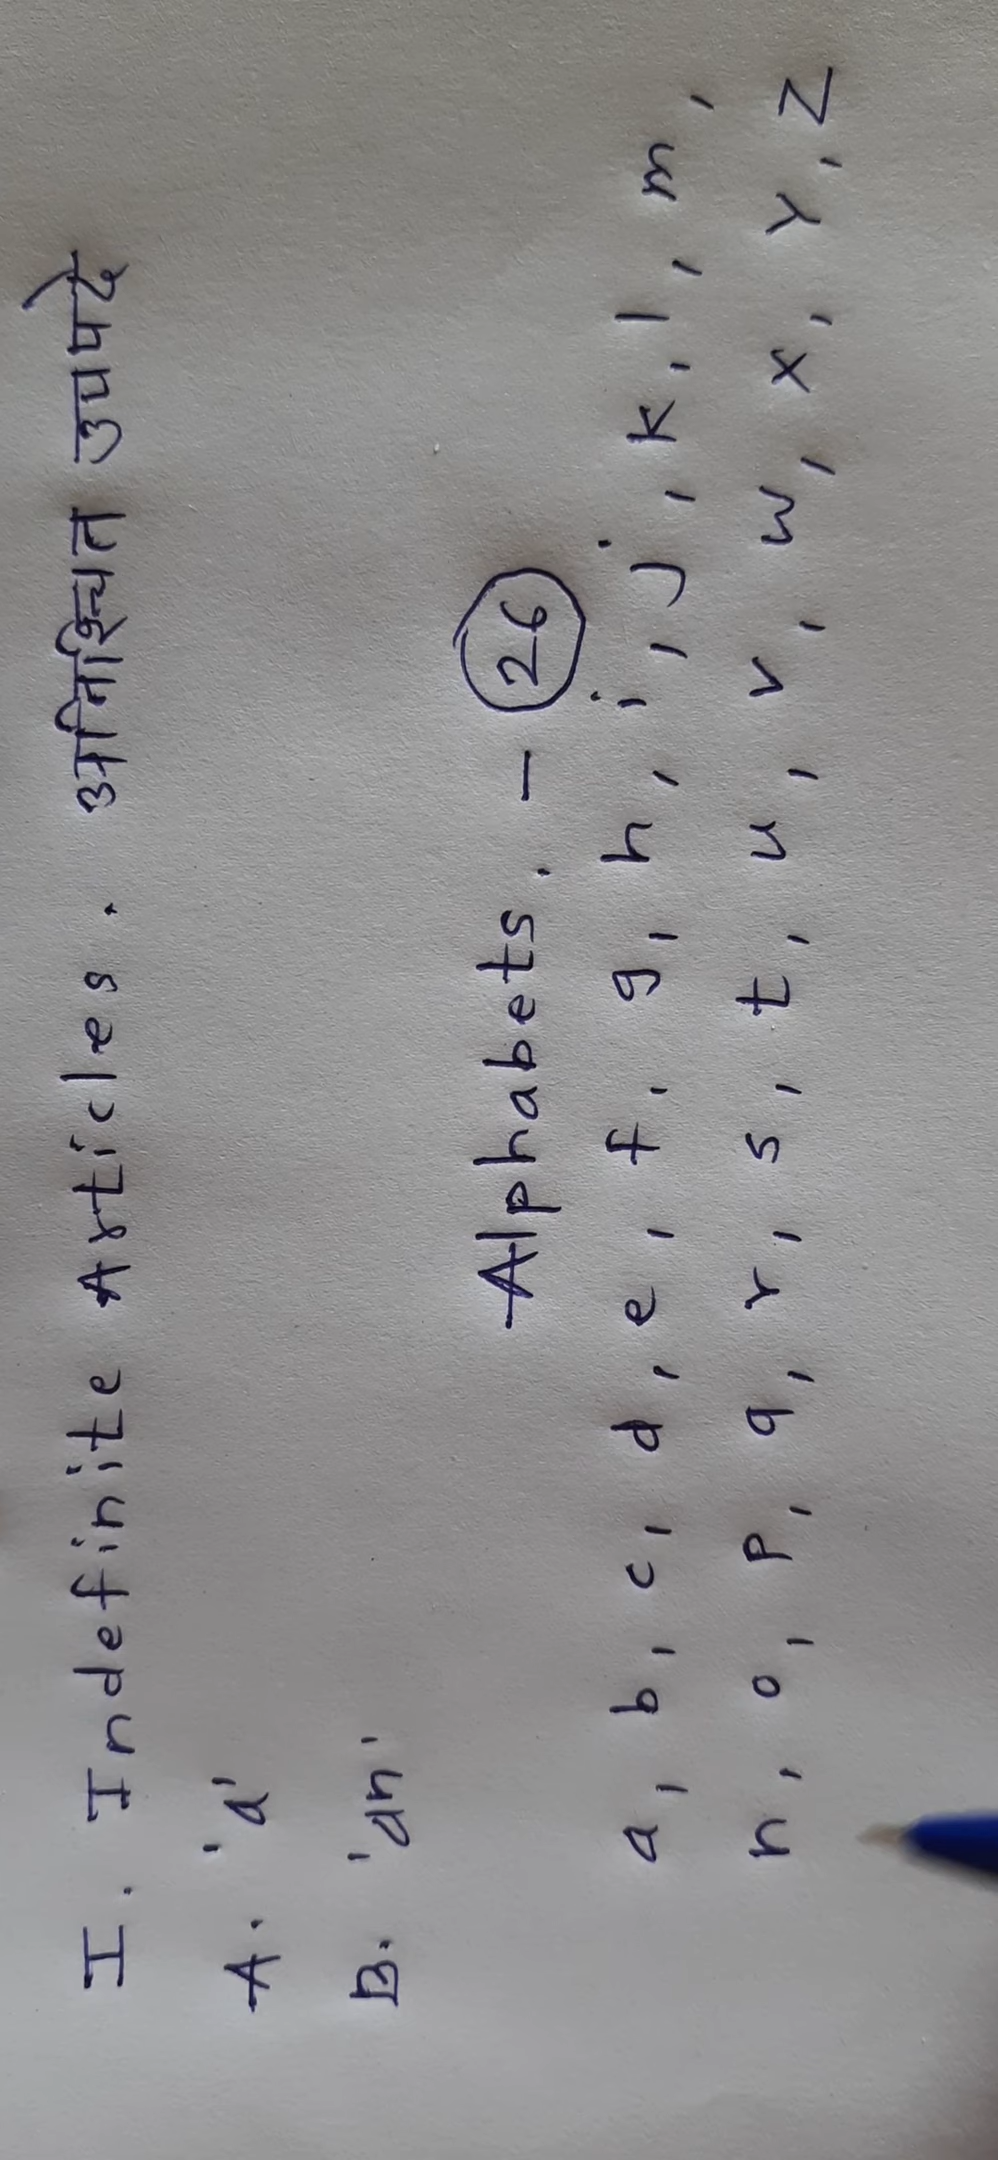 I. Indefinite Articles. अनिश्चित उपपदे
A. 'a'
B. 'an'
Alphabets. - 26
a, b, c, d, e, f, g, h, i, j, k, l, m,
n, o, p, q, r, s, t, u, v, w, x, y, z